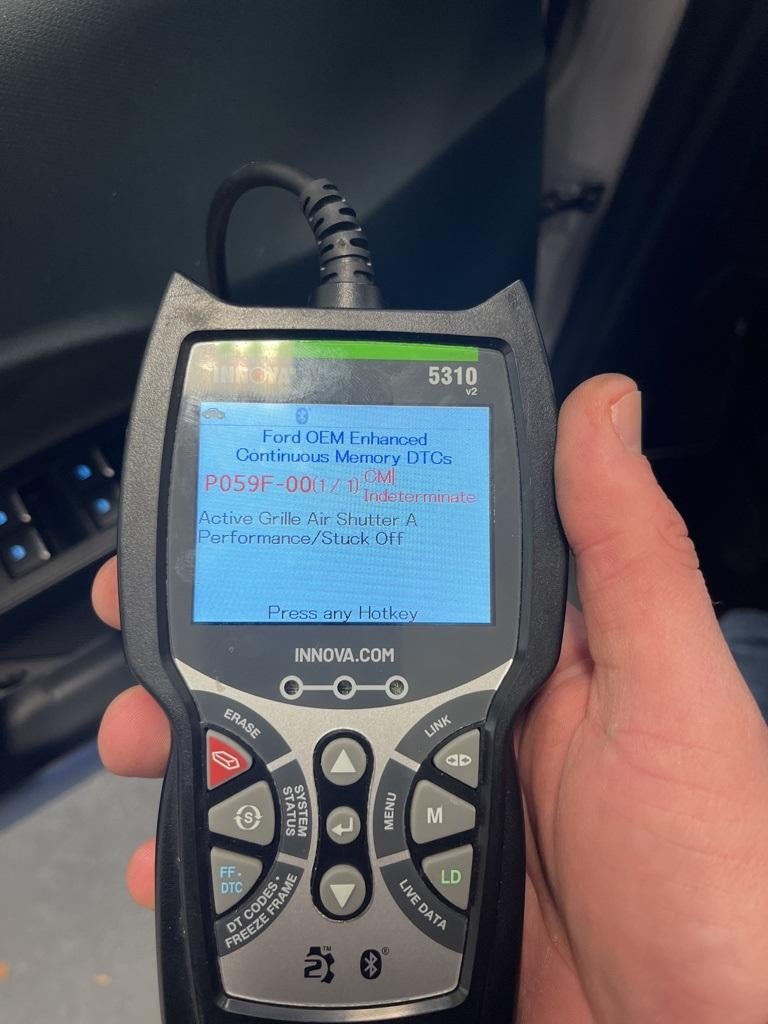 INNOVA
5310
v2
Ford OEM Enhanced
Continuous Memory DTCs
P059F-00(1/1) CM|
Indeterminate
Active Grille Air Shutter A
Performance/Stuck Off
Press any Hotkey
INNOVA.COM
ERASE
LINK
S
SYSTEM
STATUS
MENU
M
FF-
DTC
LD
DT CODES •
FREEZE FRAME
LIVE DATA
2™
®